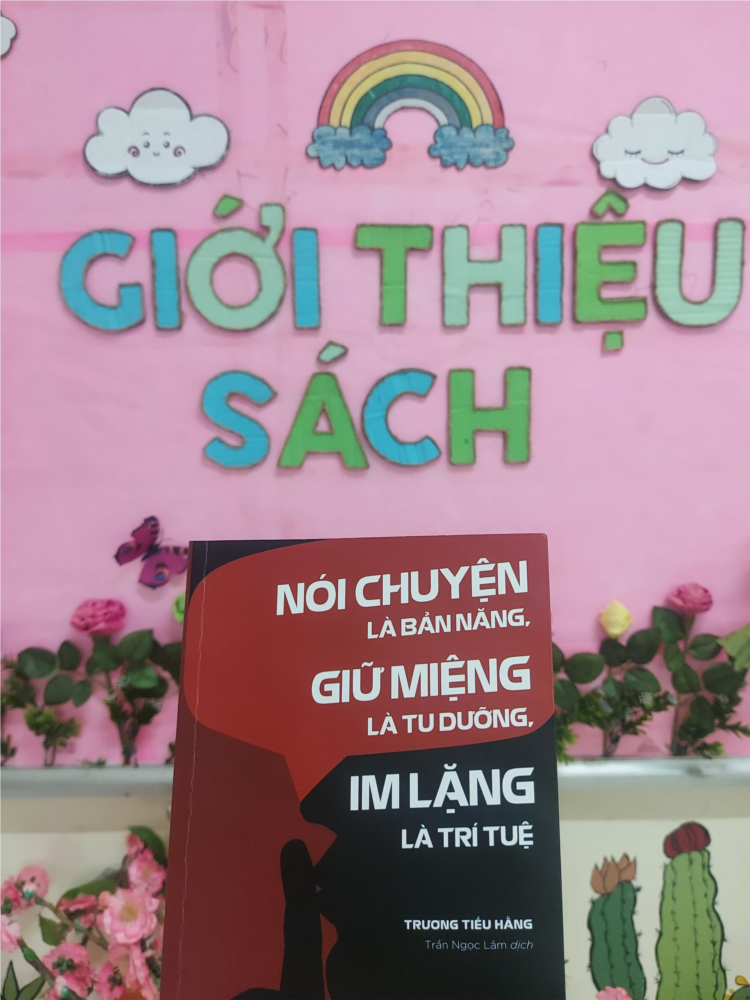 GIỚI THIỆU
SÁCH
NÓI CHUYỆN
LÀ BẢN NĂNG,
GIỮ MIỆNG
LÀ TU DƯỠNG,
IM LẶNG
LÀ TRÍ TUỆ
TRƯƠNG TIẾU HẰNG
Trần Ngọc Lâm dịch